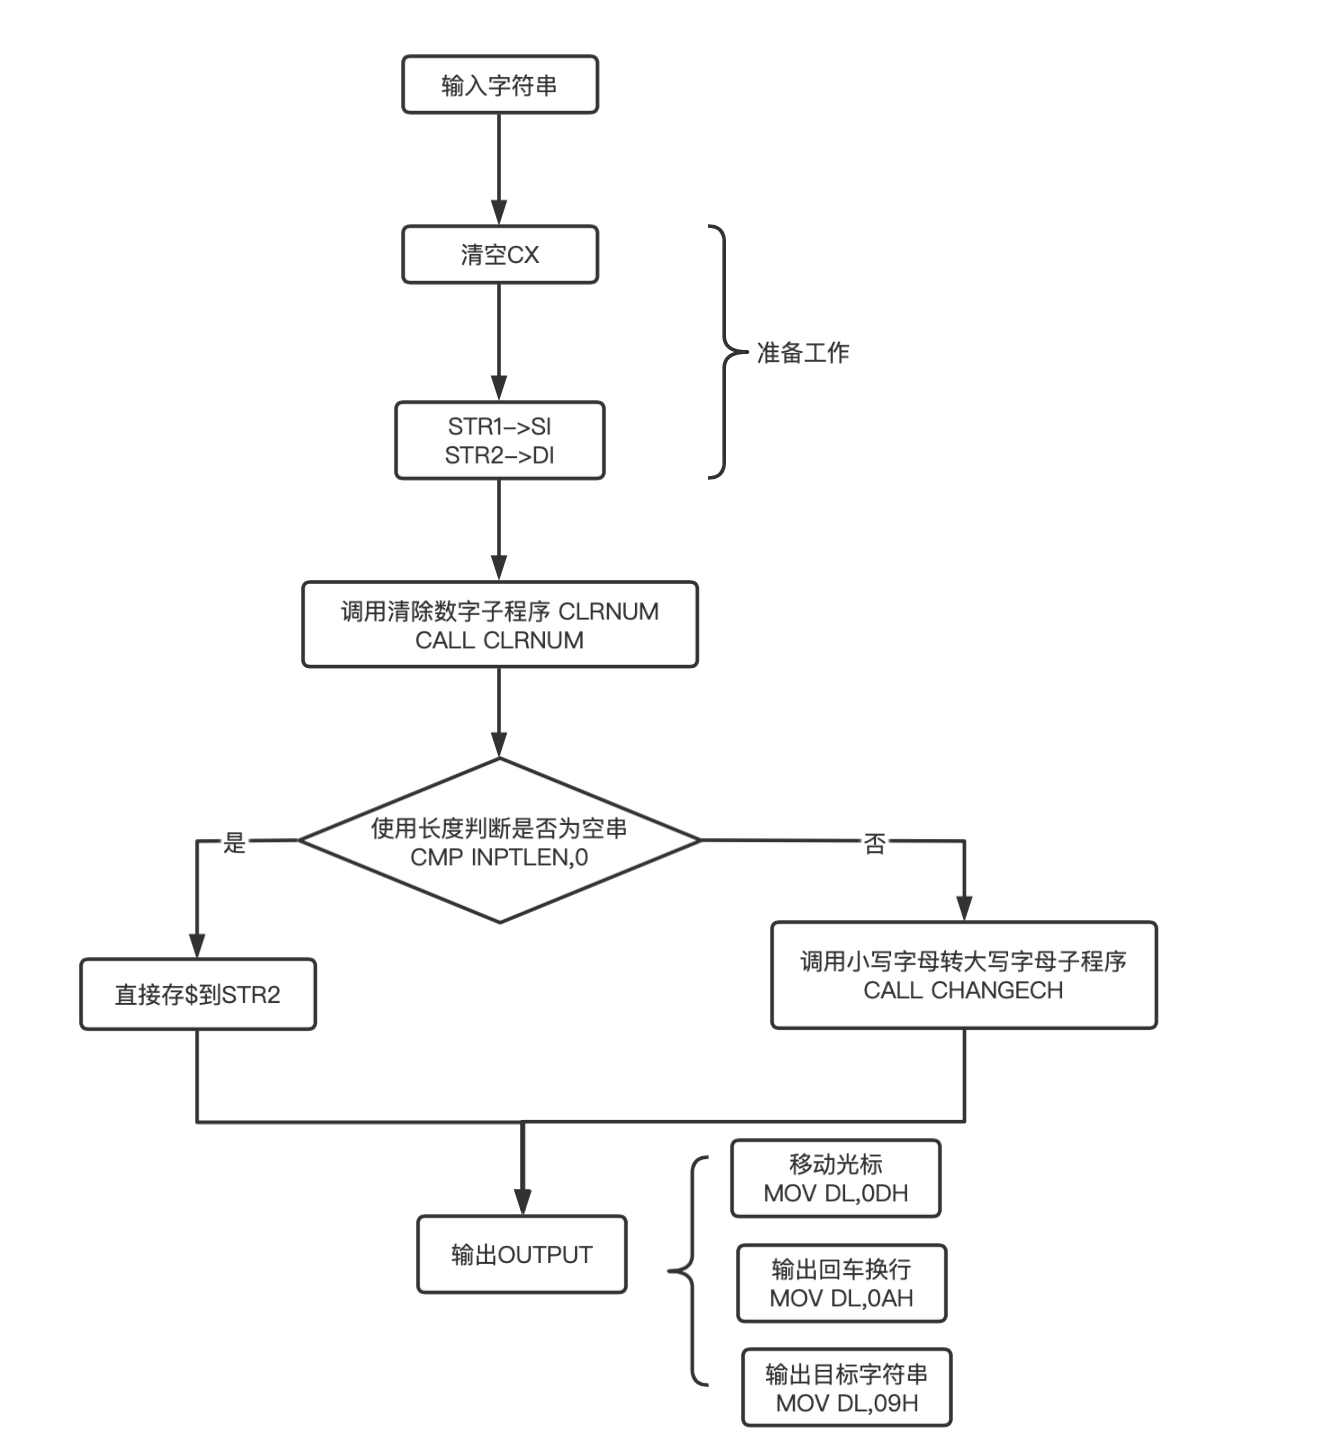 输入字符串
清空CX
准备工作
STR1->SI
STR2->DI
调用清除数字子程序 CLRNUM
CALL CLRNUM
使用长度判断是否为空串
CMP INPTLEN,0
是
否
直接存$到STR2
调用小写字母转大写字母子程序
CALL CHANGECH
输出OUTPUT
移动光标
MOV DL,0DH
输出回车换行
MOV DL,0AH
输出目标字符串
MOV DL,09H